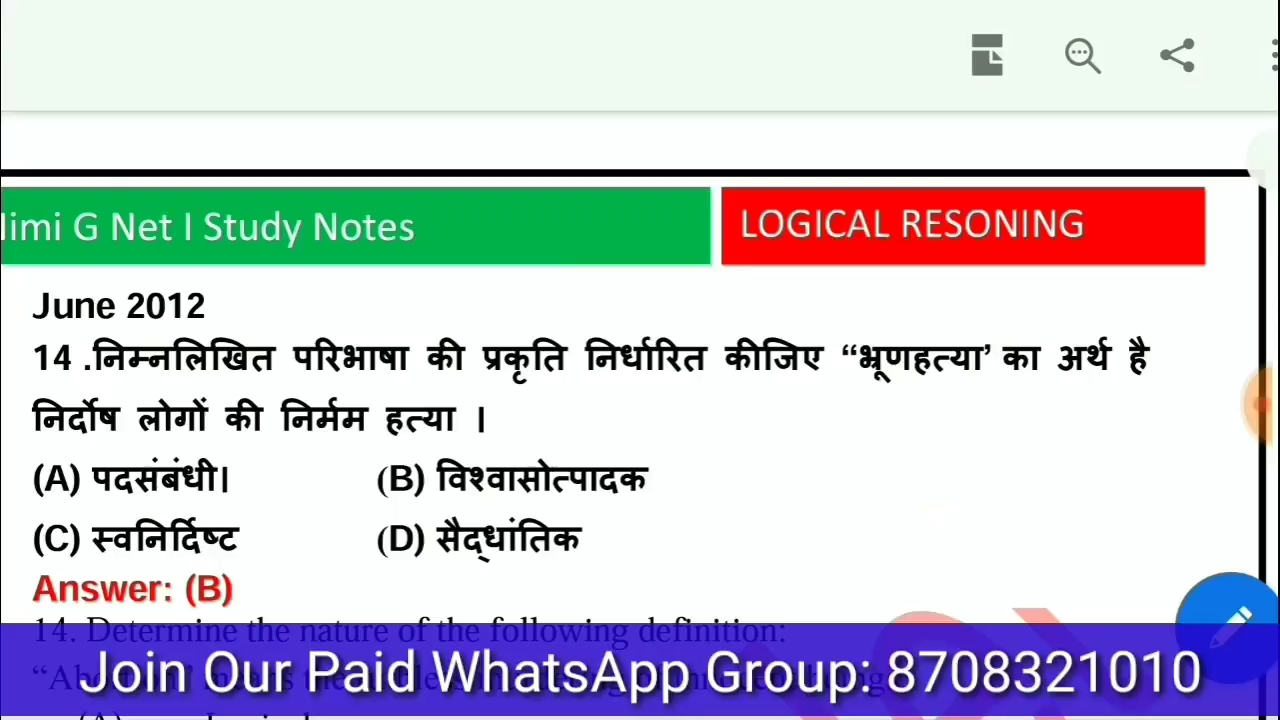 imi G Net I Study Notes
LOGICAL RESONING
June 2012
14 .निम्नलिखित परिभाषा की प्रकृति निर्धारित कीजिए “भ्रूणहत्या’ का अर्थ है
निर्दोष लोगों की निर्मम हत्या ।
(A) पदसंबंधी। (B) विश्वासोत्पादक
(C) स्वनिर्दिष्ट (D) सैद्धांतिक
Answer: (B)
14. Determine the nature of the following definition:
Join Our Paid WhatsApp Group: 8708321010